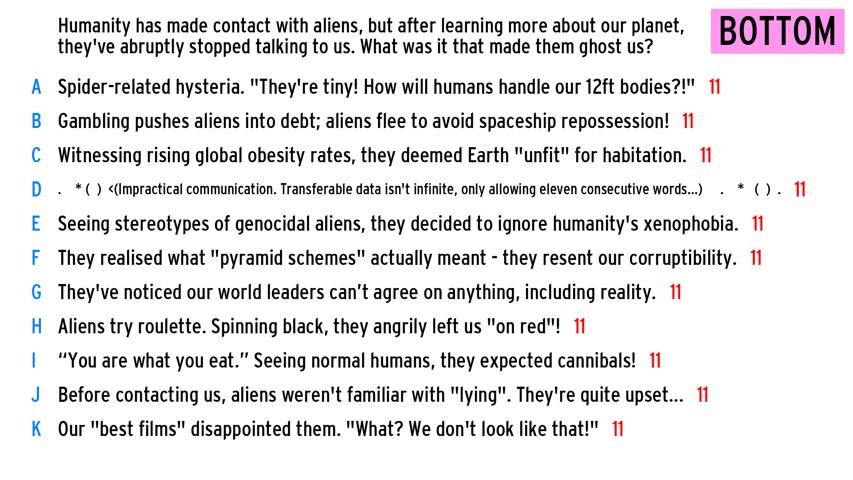 Humanity has made contact with aliens, but after learning more about our planet,
they've abruptly stopped talking to us. What was it that made them ghost us?
BOTTOM
A Spider-related hysteria. "They're tiny! How will humans handle our 12ft bodies?!" 11
B Gambling pushes aliens into debt; aliens flee to avoid spaceship repossession! 11
C Witnessing rising global obesity rates, they deemed Earth "unfit" for habitation. 11
D . *( ) <(Impractical communication. Transferable data isn't infinite, only allowing eleven consecutive words...) . * ( ) . 11
E Seeing stereotypes of genocidal aliens, they decided to ignore humanity's xenophobia. 11
F They realised what "pyramid schemes" actually meant - they resent our corruptibility. 11
G They've noticed our world leaders can’t agree on anything, including reality. 11
H Aliens try roulette. Spinning black, they angrily left us "on red"! 11
I “You are what you eat.” Seeing normal humans, they expected cannibals! 11
J Before contacting us, aliens weren't familiar with "lying". They're quite upset... 11
K Our "best films" disappointed them. "What? We don't look like that!" 11